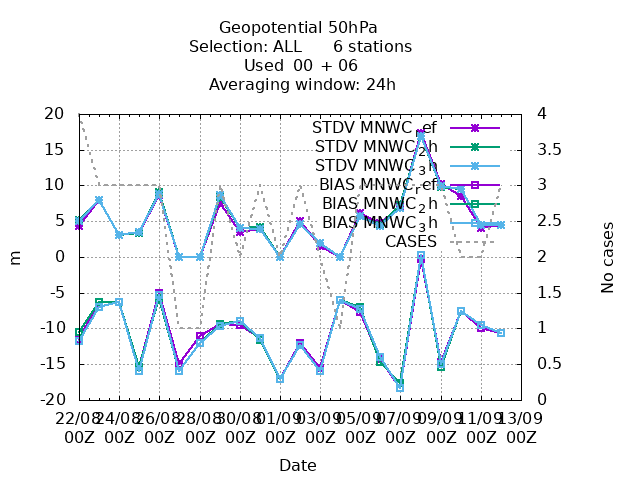 Geopotential 50hPa
Selection: ALL 6 stations
Used 00 + 06
Averaging window: 24h
20 4
15 3.5
10 3
5 2.5
0 2
-5 1.5
-10 1
-15 0.5
-20 0
STDV MNWC_ref
STDV MNWC_2h
STDV MNWC_3h
BIAS MNWC_ref
BIAS MNWC_2h
BIAS MNWC_3h
CASES
m
No cases
22/08 24/08 26/08 28/08 30/08 01/09 03/09 05/09 07/09 09/09 11/09 13/09
00Z 00Z 00Z 00Z 00Z 00Z 00Z 00Z 00Z 00Z 00Z 00Z
Date